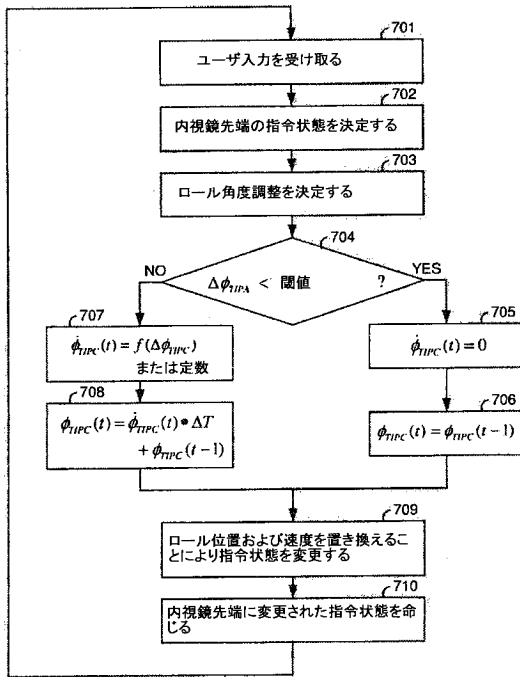 701
ユーザ入力を受け取る
702
内視鏡先端の指令状態を決定する
703
ロール角度調整を決定する
704
NO
YES
Δφ_TIPA < 閾値 ?
707
φ̇_TIPC(t) = f(Δφ_TIPC)
または定数
705
φ̇_TIPC(t) = 0
708
φ_TIPC(t) = φ̇_TIPC(t) • ΔT
+ φ_TIPC(t−1)
706
φ_TIPC(t) = φ_TIPC(t−1)
709
ロール位置および速度を置き換えるこ
とにより指令状態を変更する
710
内視鏡先端に変更された指令状態を命
じる